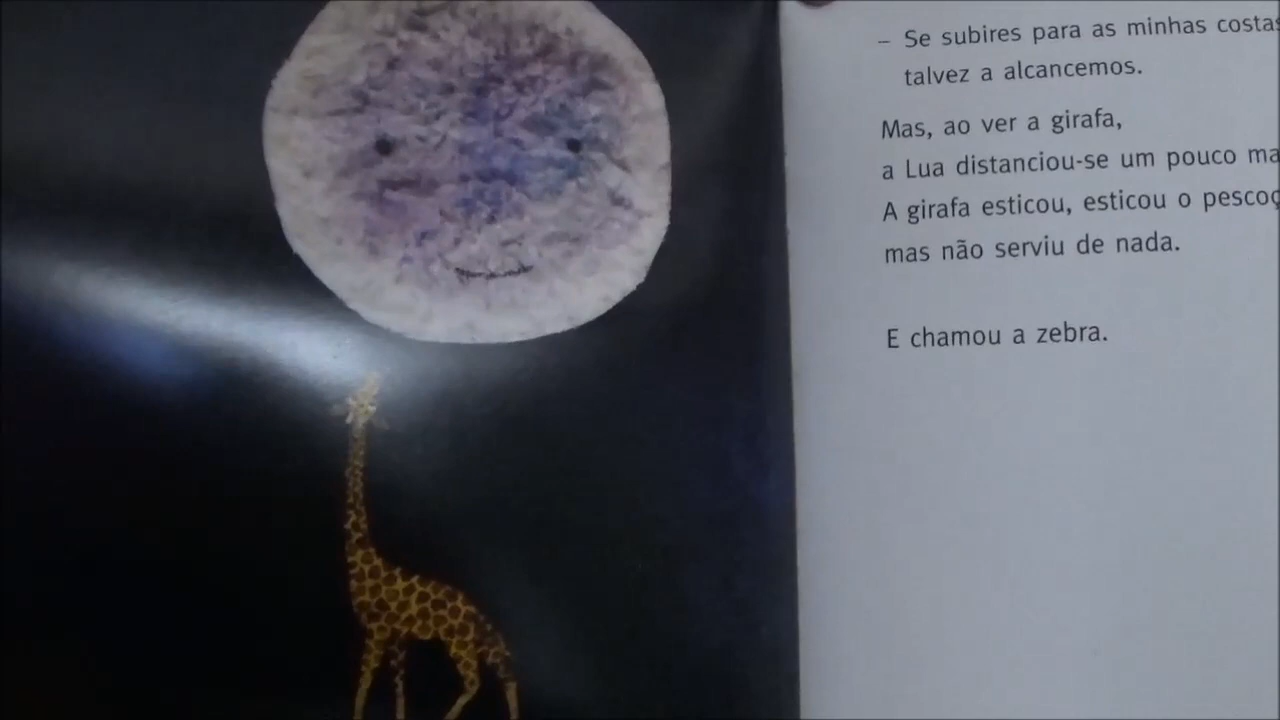 – Se subires para as minhas costas
talvez a alcancemos.
Mas, ao ver a girafa,
a Lua distanciou-se um pouco
A girafa esticou, esticou o
mas não serviu de nada.
E chamou a zebra.